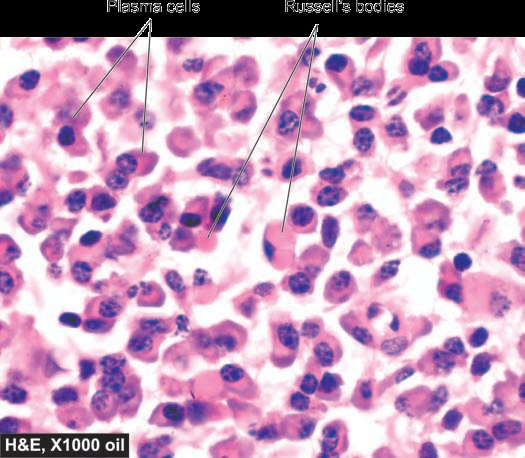 Plasma cells
Russell's bodies
H&E, X1000 oil